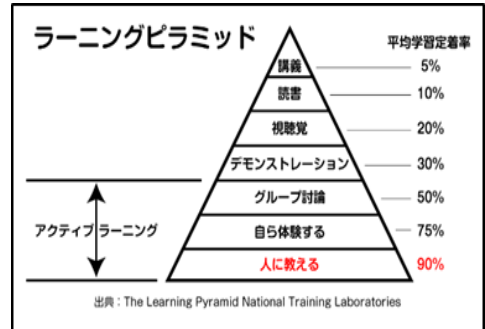 ラーニングピラミッド
平均学習定着率
講義 5%
読書 10%
視聴覚 20%
デモンストレーション 30%
グループ討論 50%
アクティブラーニング
自ら体験する 75%
人に教える 90%
出典：The Learning Pyramid National Training Laboratories